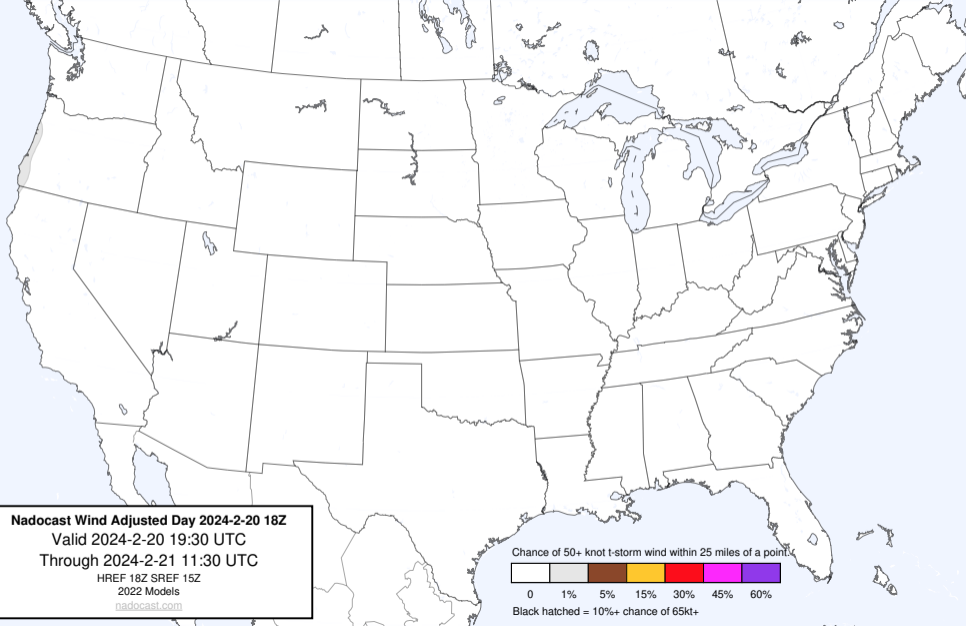 Nadocast Wind Adjusted Day 2024-2-20 18Z
Valid 2024-2-20 19:30 UTC
Through 2024-2-21 11:30 UTC
HREF 18Z SREF 15Z
2022 Models
nadocast.com
Chance of 50+ knot t-storm wind within 25 miles of a point.
0 1% 5% 15% 30% 45% 60%
Black hatched = 10%+ chance of 65kt+